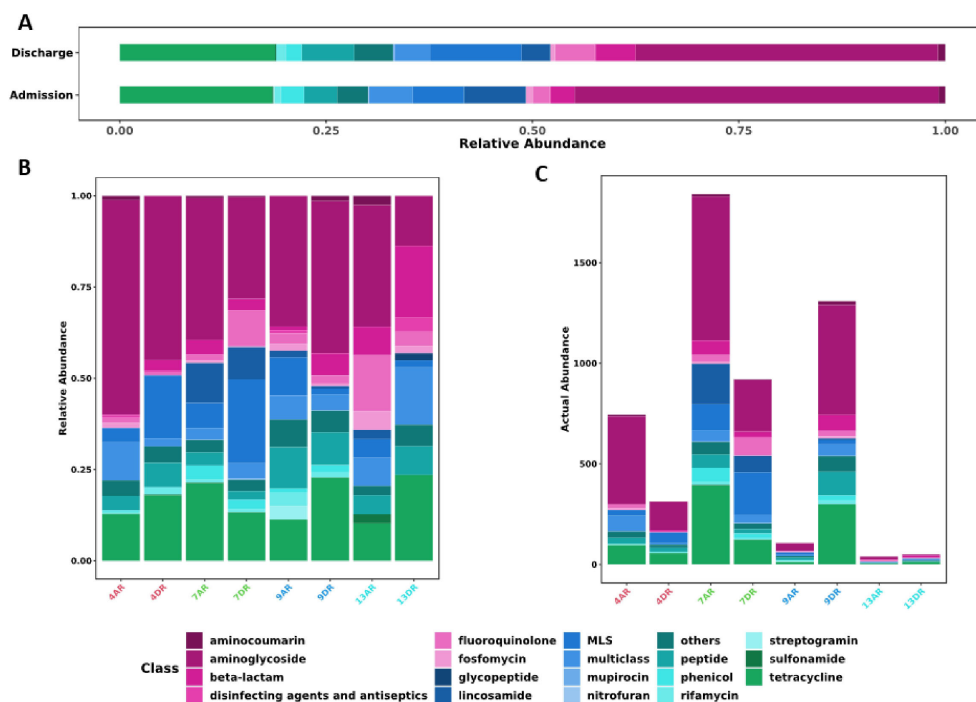 A
Discharge
Admission
0.00 0.25 0.50 0.75 1.00
Relative Abundance
B
Relative Abundance
1.00
0.75
0.50
0.25
0.00
4AR 4DR 7AR 7DR 9AR 9DR 13AR 13DR
C
Actual Abundance
1500
1000
500
0
4AR 4DR 7AR 7DR 9AR 9DR 13AR 13DR
Class
aminocoumarin
aminoglycoside
beta-lactam
disinfecting agents and antiseptics
fluoroquinolone
fosfomycin
glycopeptide
lincosamide
MLS
multiclass
mupirocin
nitrofuran
others
peptide
phenicol
rifamycin
streptogramin
sulfonamide
tetracycline